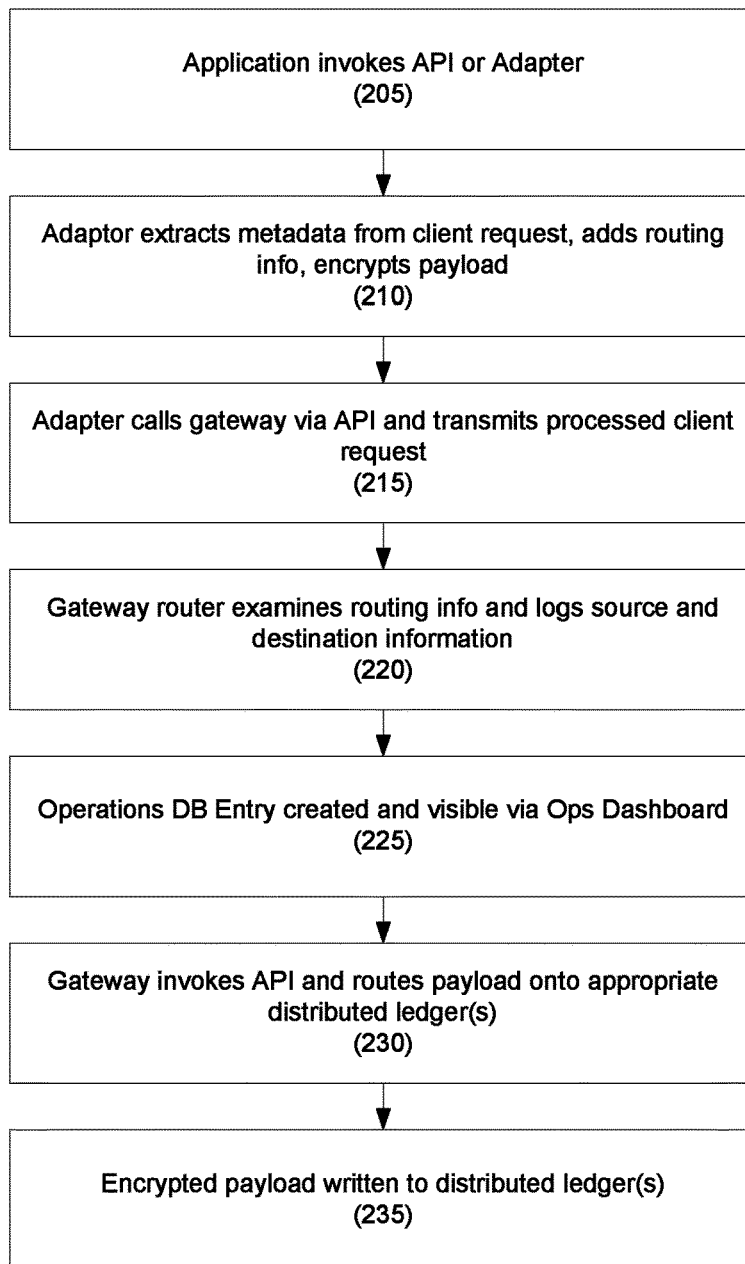 Application invokes API or Adapter
(205)
Adaptor extracts metadata from client request, adds routing
info, encrypts payload
(210)
Adapter calls gateway via API and transmits processed client
request
(215)
Gateway router examines routing info and logs source and
destination information
(220)
Operations DB Entry created and visible via Ops Dashboard
(225)
Gateway invokes API and routes payload onto appropriate
distributed ledger(s)
(230)
Encrypted payload written to distributed ledger(s)
(235)